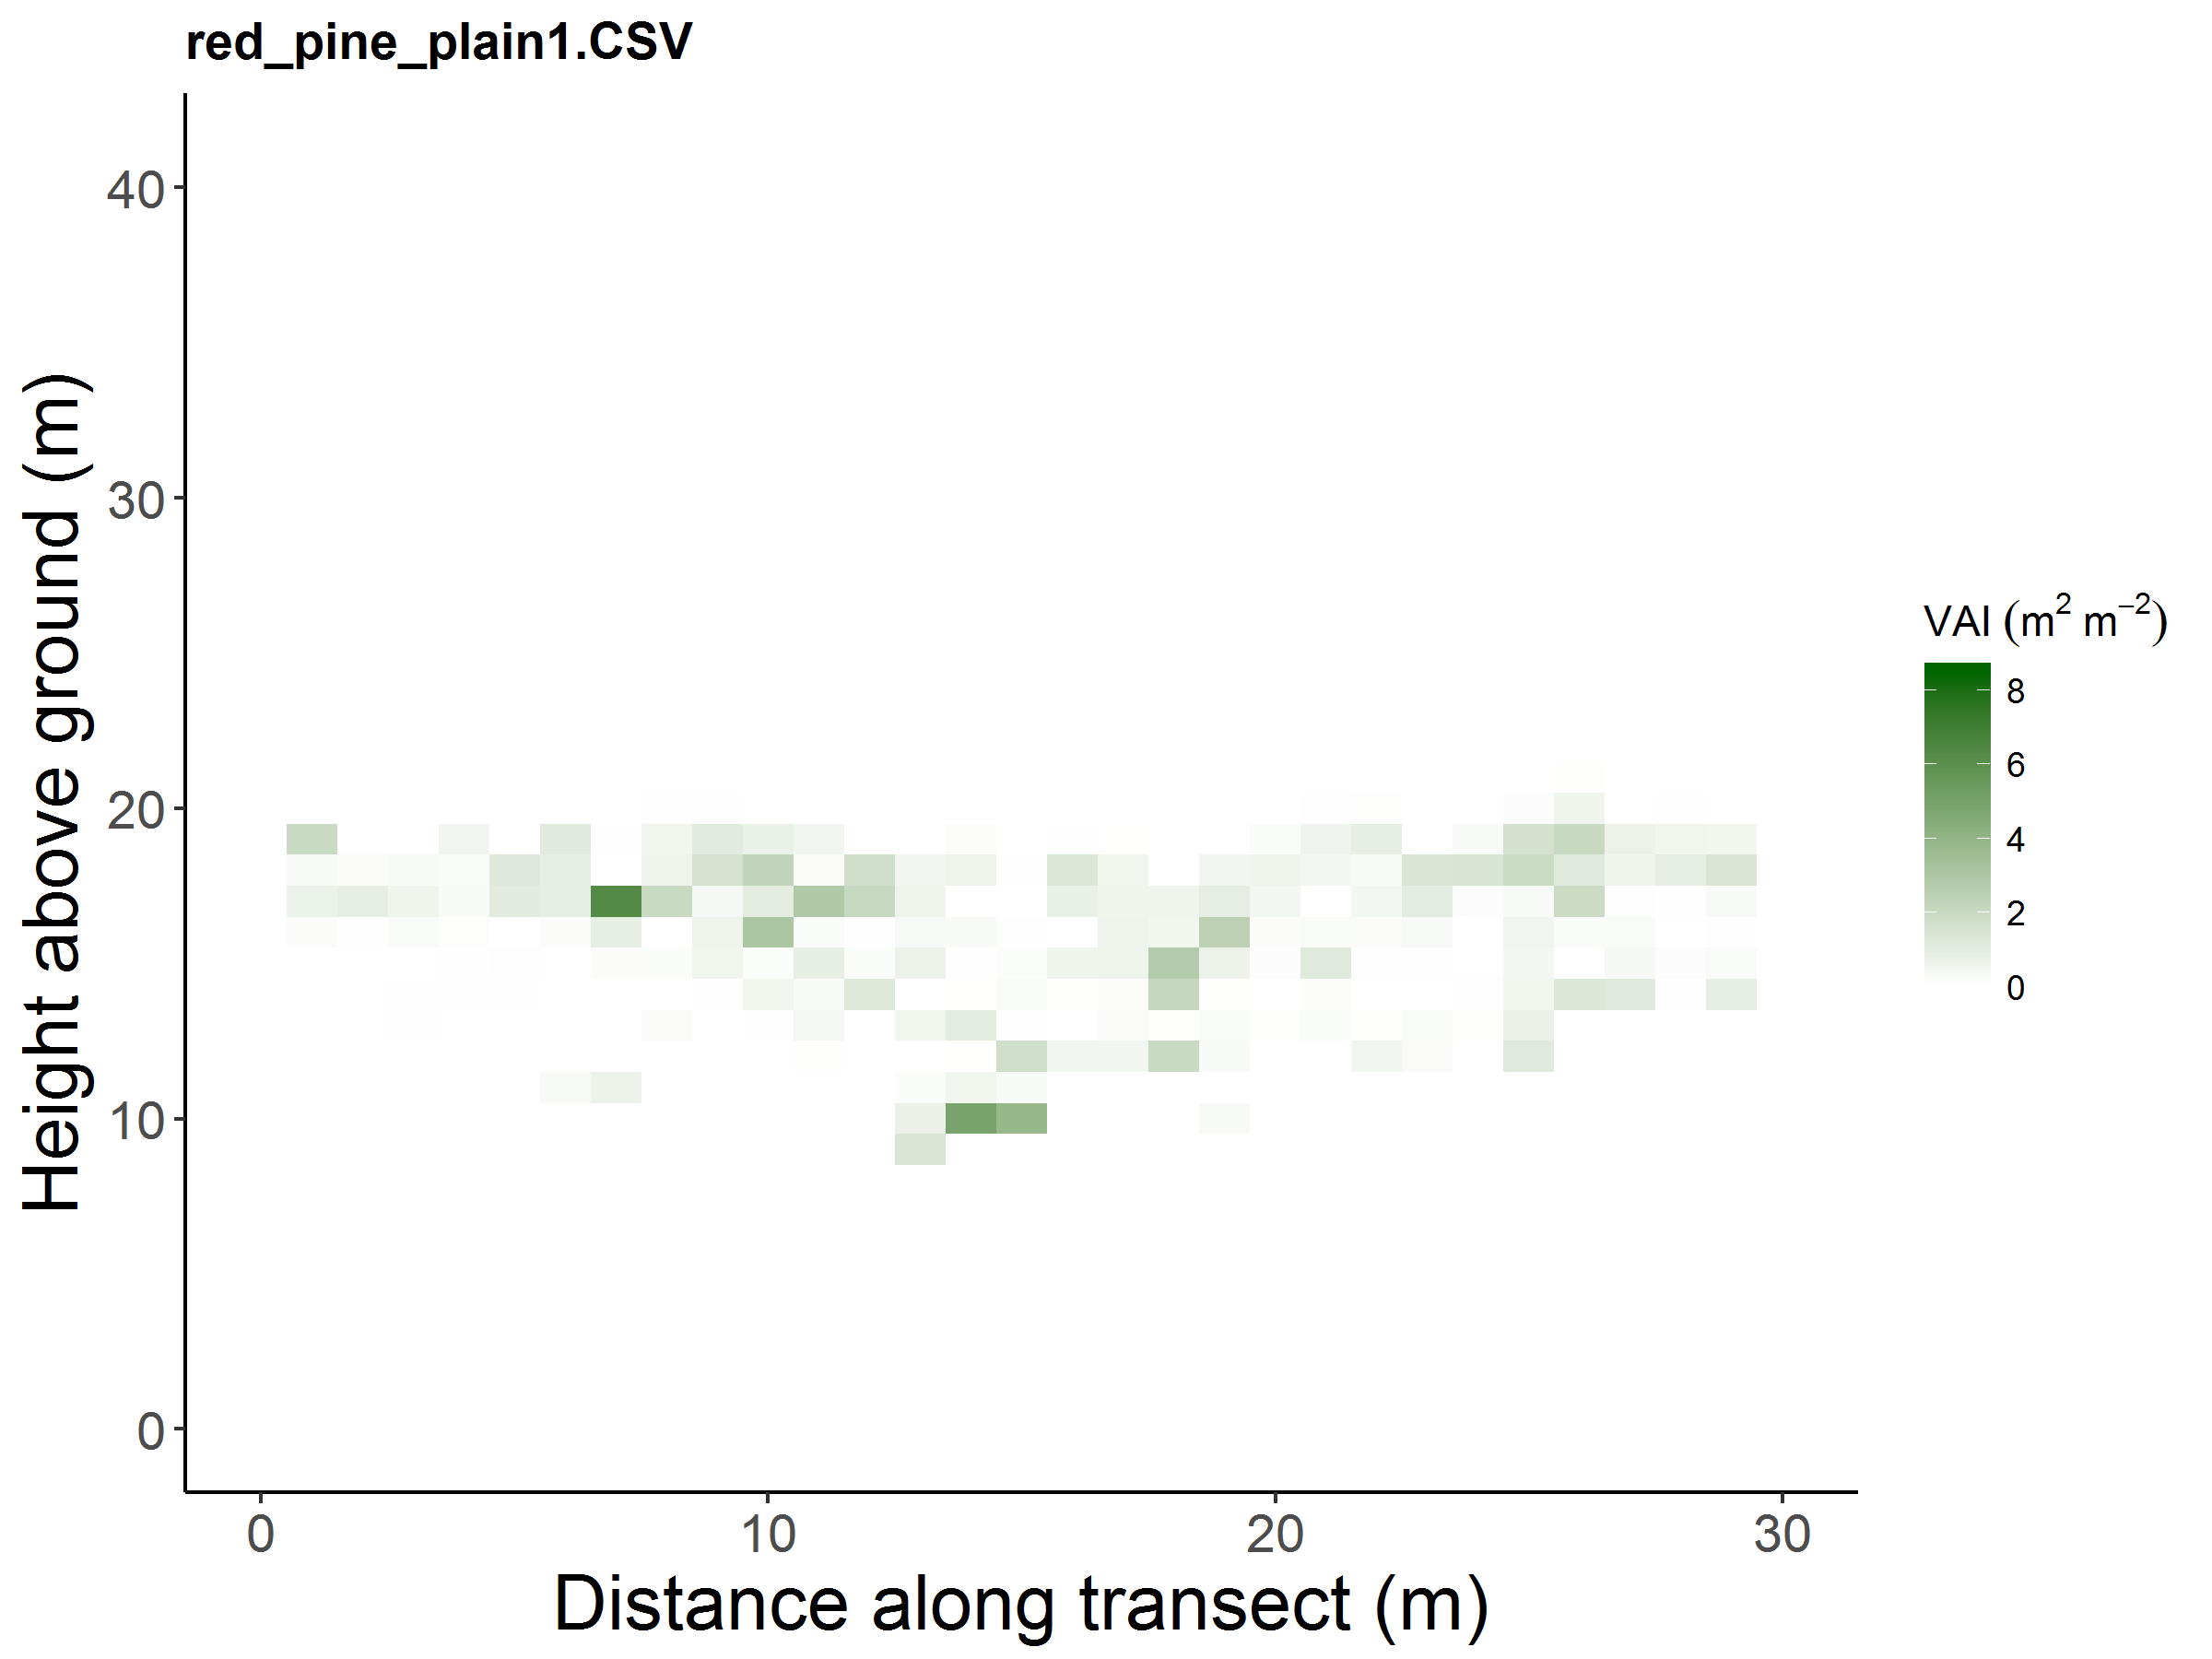 red_pine_plain1.CSV
Height above ground (m)
40
30
20
10
0
0 10 20 30
Distance along transect (m)
VAI (m² m⁻²)
8
6
4
2
0